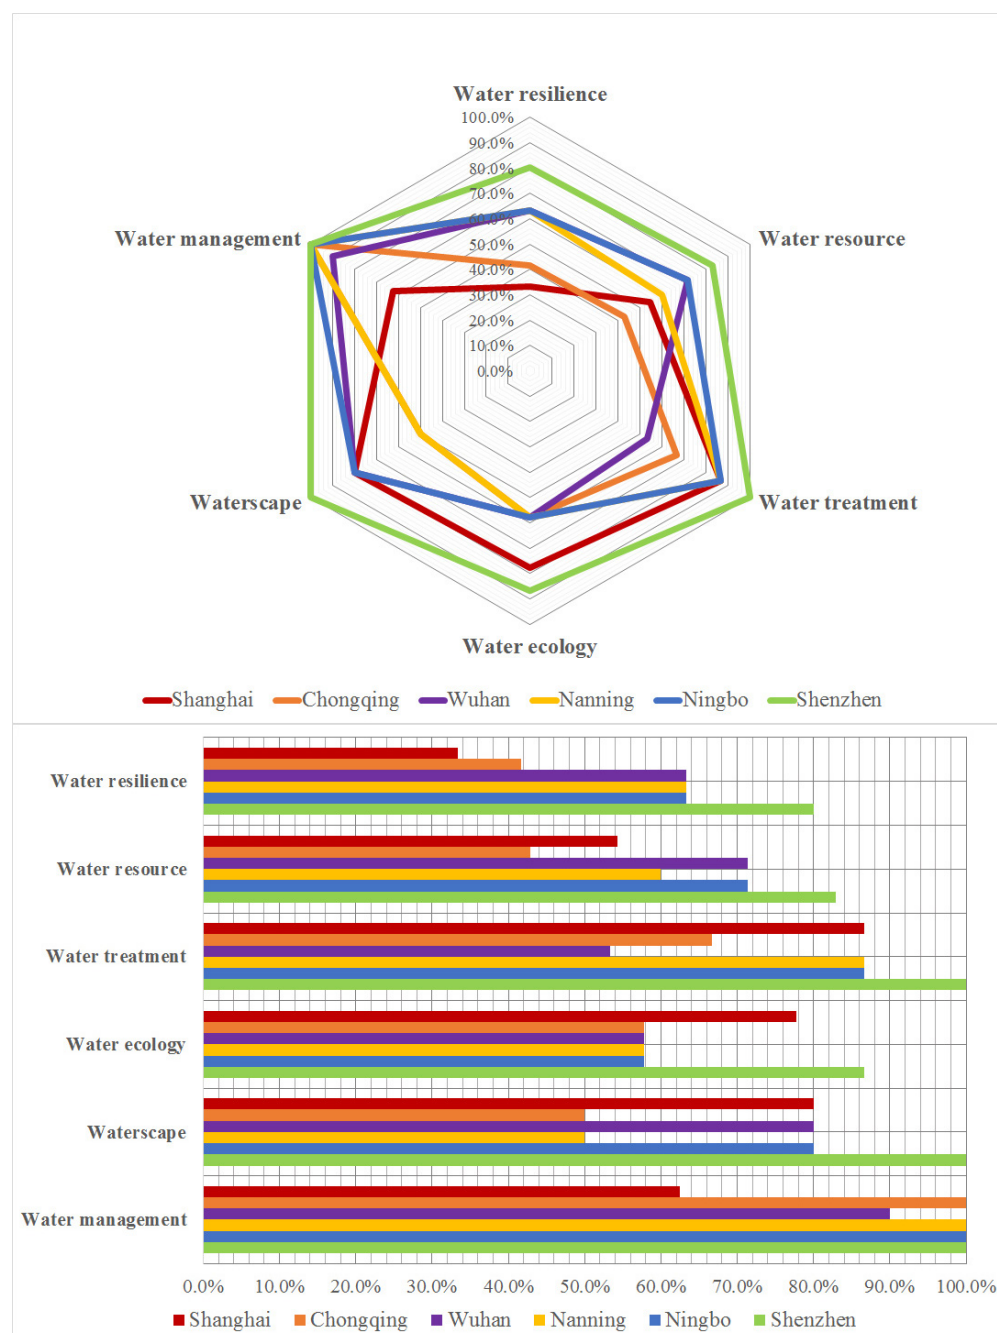 Water resilience
100.0%
90.0%
80.0%
70.0%
60.0%
50.0%
40.0%
30.0%
20.0%
10.0%
0.0%
Water management
Water resource
Waterscape
Water treatment
Water ecology
Shanghai Chongqing Wuhan Nanning Ningbo Shenzhen
Water resilience
Water resource
Water treatment
Water ecology
Waterscape
Water management
0.0% 10.0% 20.0% 30.0% 40.0% 50.0% 60.0% 70.0% 80.0% 90.0% 100.0%
Shanghai Chongqing Wuhan Nanning Ningbo Shenzhen